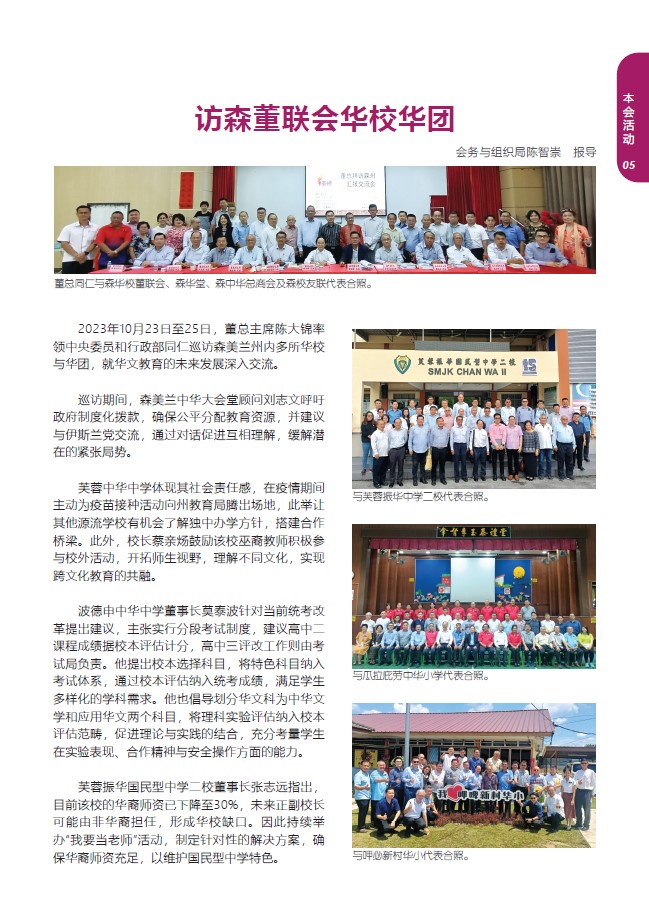 本会活动
05
访森董联会华校华团
会务与组织局陈智崇 报导
董总拜访森州
汇报交流会
董总同仁与森华校董联会、森华堂、森中华总商会及森校友联代表合照。
2023年10月23日至25日，董总主席陈大锦率
领中央委员和行政部同仁巡访森美兰州内多所华校
与华团，就华文教育的未来发展深入交流。
巡访期间，森美兰中华大会堂顾问刘志文呼吁
政府制度化拨款，确保公平分配教育资源，并建议
与伊斯兰党交流，通过对话促进互相理解，缓解潜
在的紧张局势。
芙蓉中华中学体现其社会责任感，在疫情期间
主动为疫苗接种活动向州教育局腾出场地，此举让
其他源流学校有机会了解独中办学方针，搭建合作
桥梁。此外，校长蔡亲炀鼓励该校巫裔教师积极参
与校外活动，开拓师生视野，理解不同文化，实现
跨文化教育的共融。
波德申中华中学董事长莫泰波针对当前统考改
革提出建议，主张实行分段考试制度，建议高中二
课程成绩据校本评估计分，高中三评改工作则由考
试局负责。他提出校本选择科目，将特色科目纳入
考试体系，通过校本评估纳入统考成绩，满足学生
多样化的学科需求。他也倡导划分华文科为中华文
学和应用华文两个科目，将理科实验评估纳入校本
评估范畴，促进理论与实践的结合，充分考量学生
在实验表现、合作精神与安全操作方面的能力。
芙蓉振华国民型中学二校董事长张志远指出，
目前该校的华裔师资已下降至30%，未来正副校长
可能由非华裔担任，形成华校缺口。因此持续举
办“我要当老师”活动，制定针对性的解决方案，确
保华裔师资充足，以维护国民型中学特色。
芙蓉振华国民型中学二校
SMJK CHAN WA II
与芙蓉振华中学二校代表合照。
堂礼泰玉李督拿
与瓜拉庇劳中华小学代表合照。
我 呷叻新村华小
与呷必新村华小代表合照。